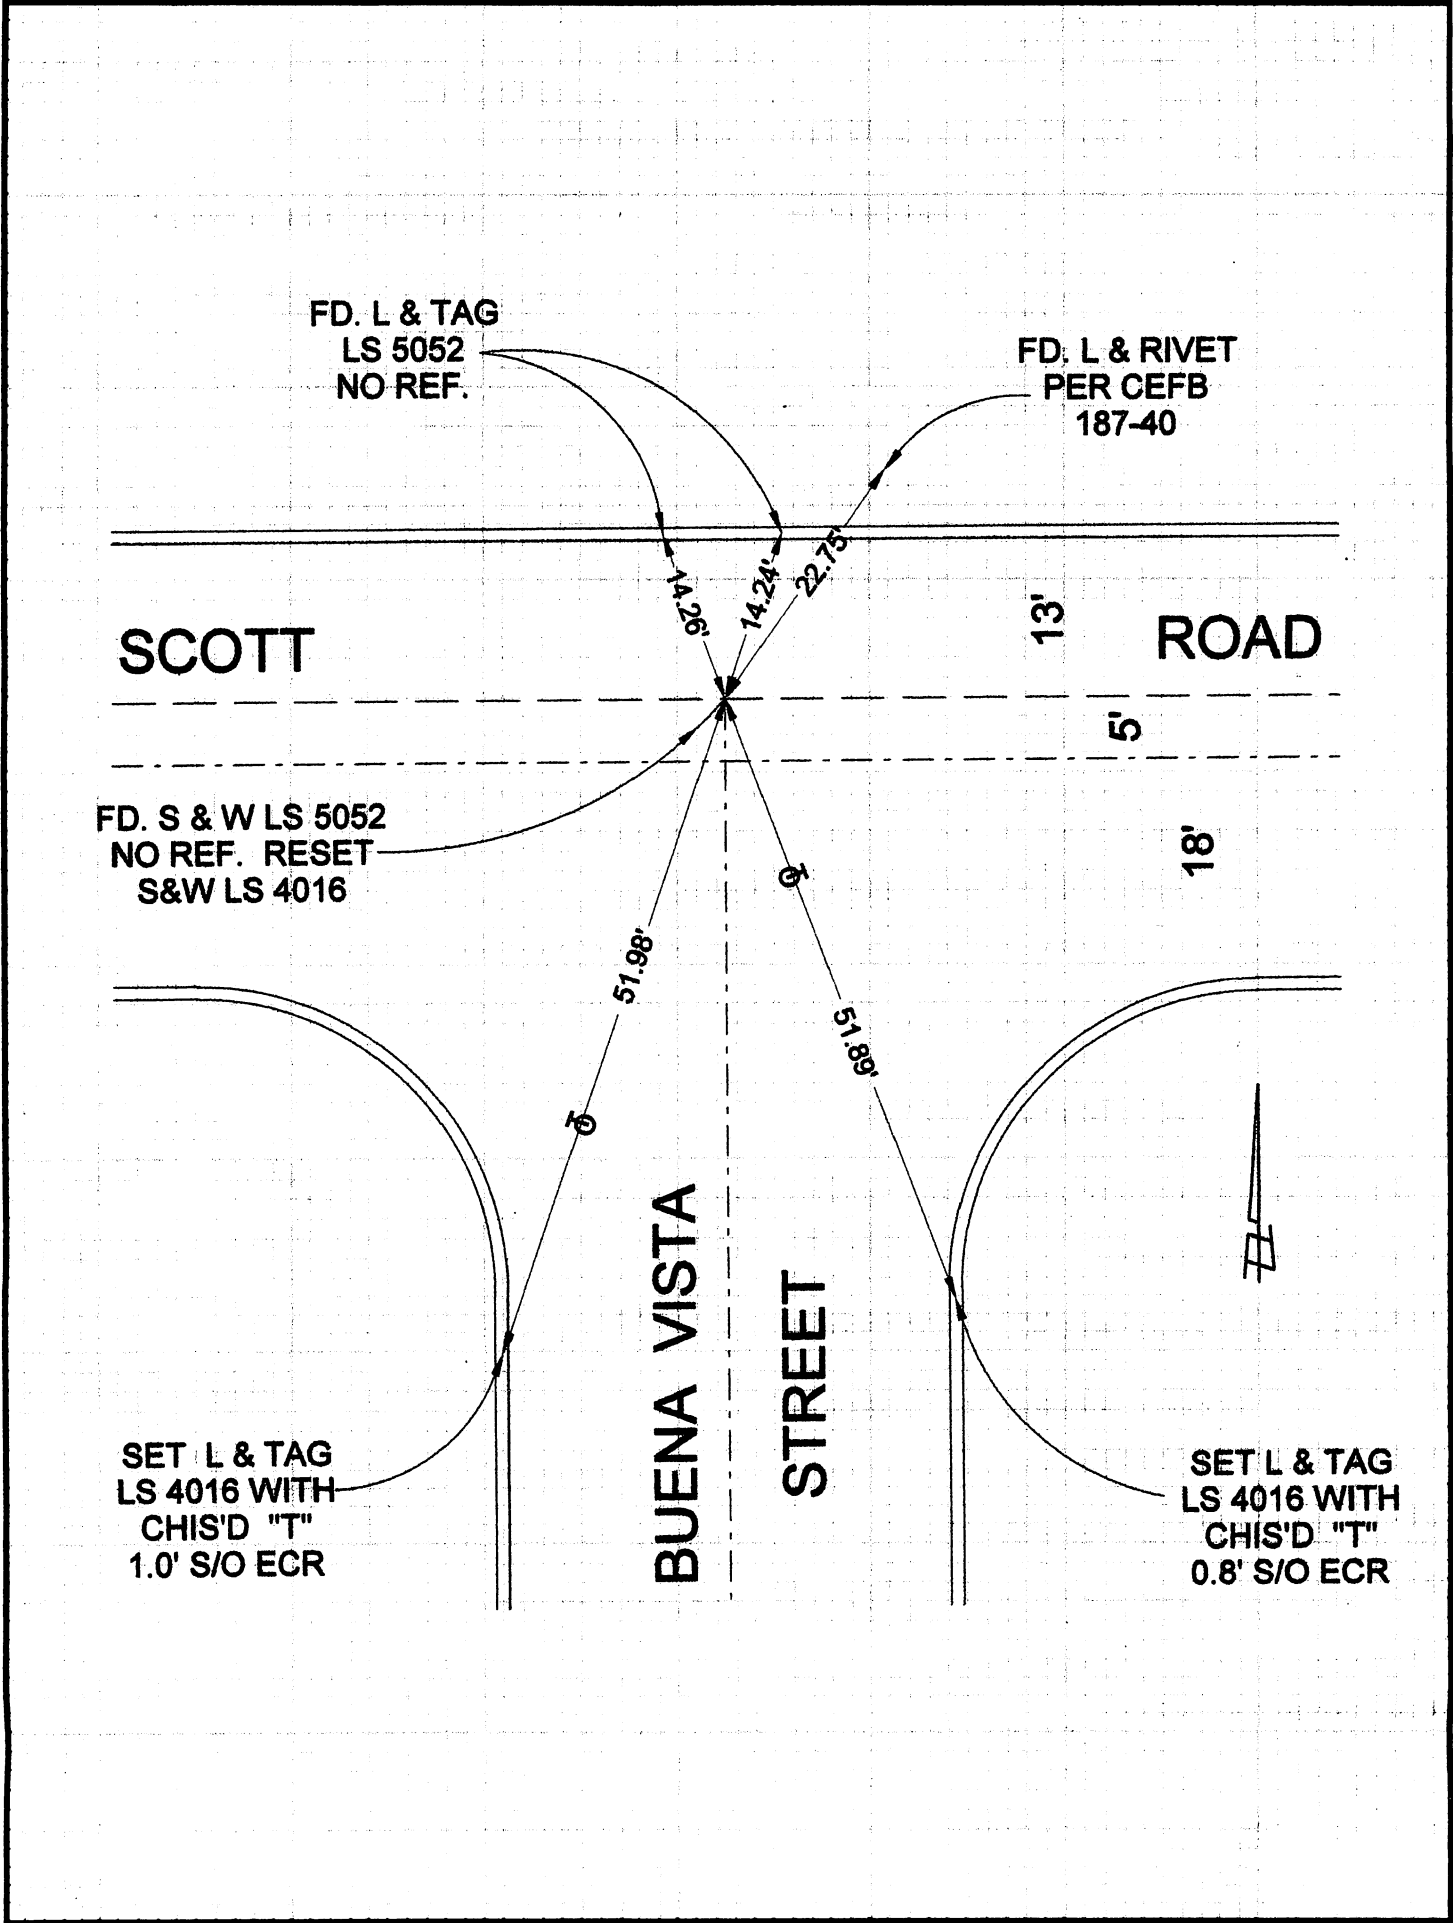 FD. L & TAG
LS 5052
NO REF.
FD. L & RIVET
PER CEFB
187-40
14.26'
14.24'
22.75'
13'
SCOTT
ROAD
5'
FD. S & W LS 5052
NO REF. RESET
S&W LS 4016
18'
51.98'
51.89'
BUENA VISTA
STREET
SET L & TAG
LS 4016 WITH
CHIS'D "T"
1.0' S/O ECR
SET L & TAG
LS 4016 WITH
CHIS'D "T"
0.8' S/O ECR